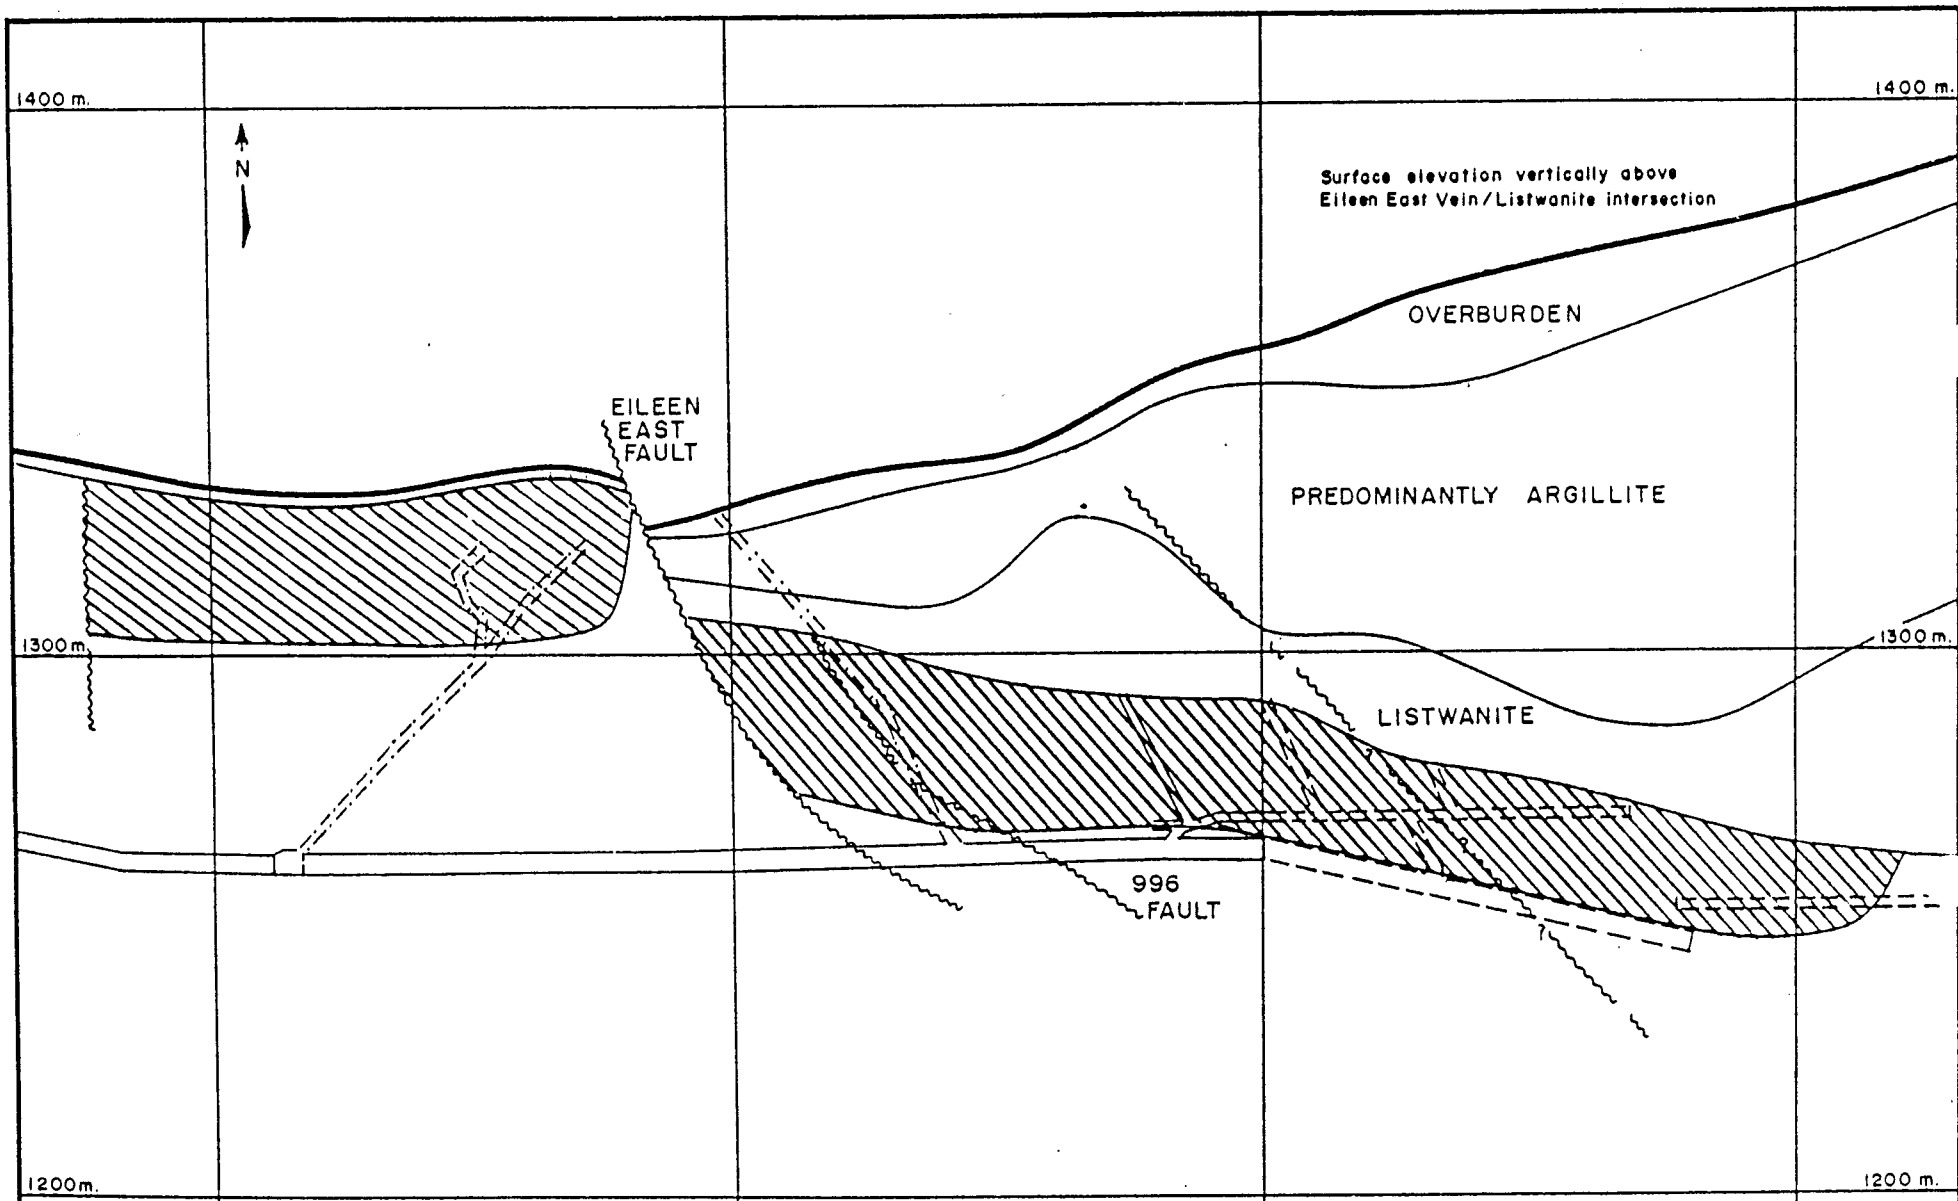 1400 m.
1400 m.
N
Surface elevation vertically above
Eileen East Vein/Listwanite intersection
OVERBURDEN
EILEEN
EAST
FAULT
PREDOMINANTLY ARGILLITE
1300 m.
1300 m.
LISTWANITE
?
?
996
FAULT
?
1200 m.
1200 m.